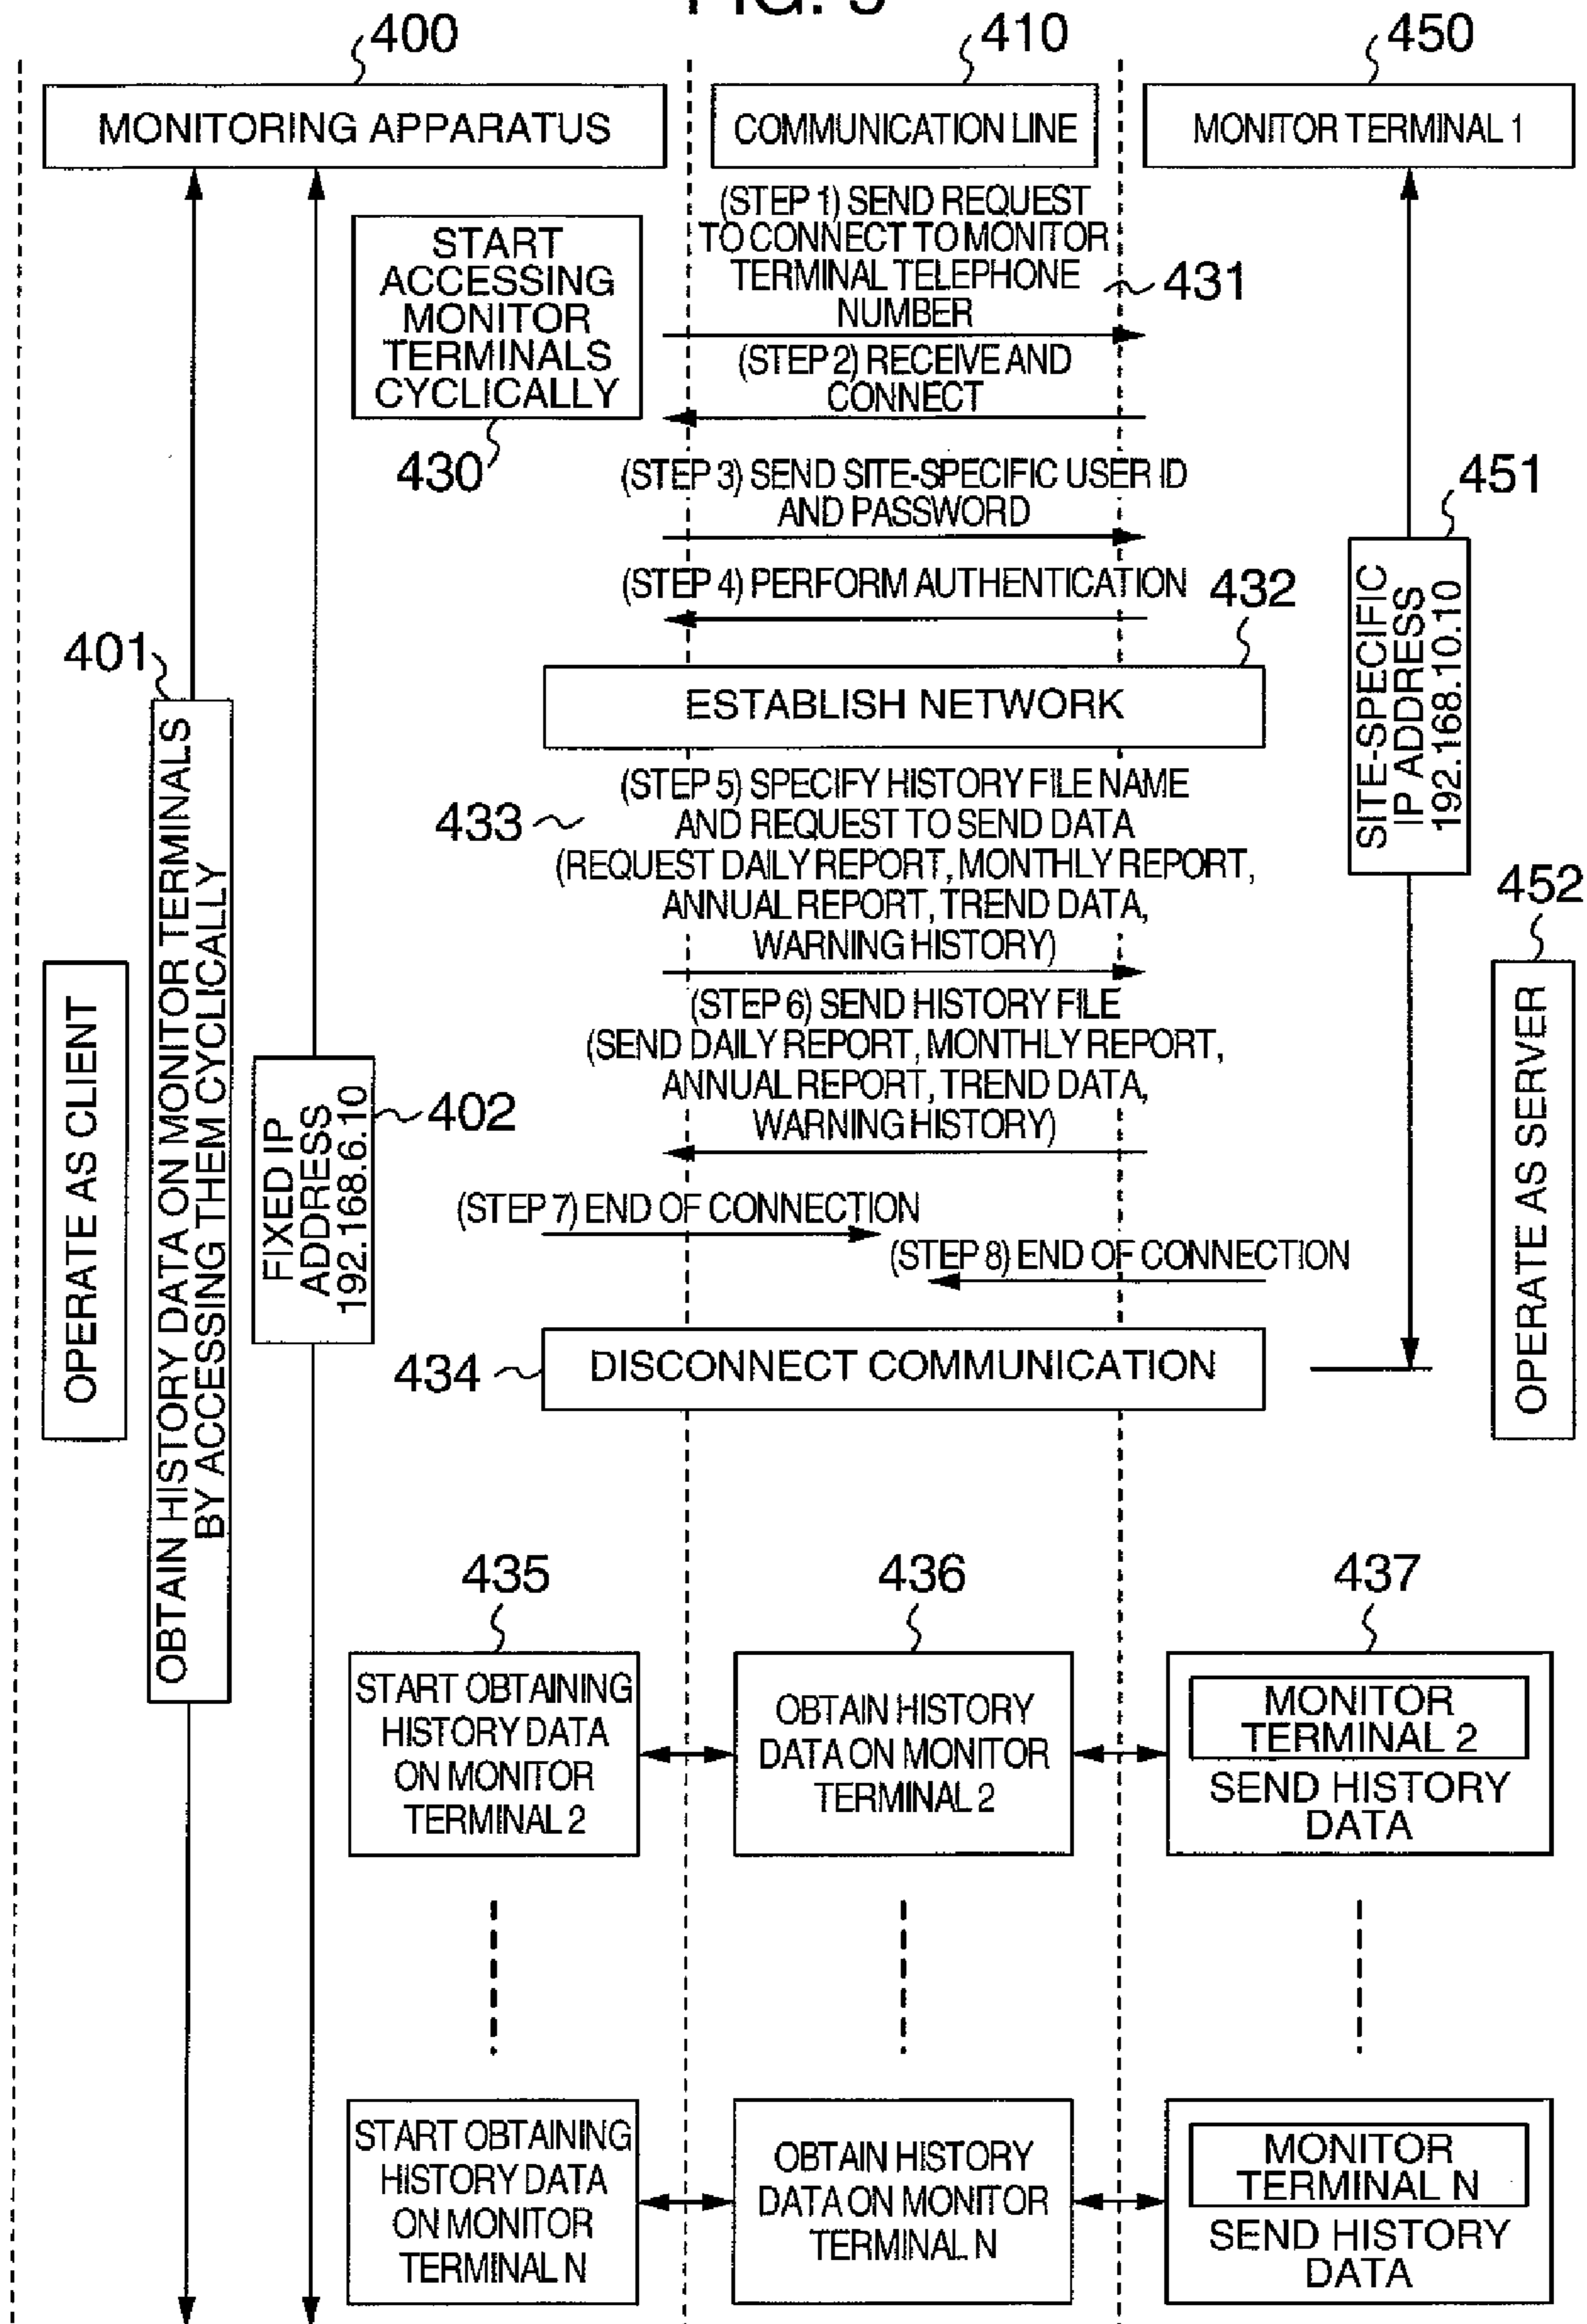 400
410
450
MONITORING APPARATUS
COMMUNICATION LINE
MONITOR TERMINAL 1
(STEP 1) SEND REQUEST
TO CONNECT TO MONITOR
TERMINAL TELEPHONE
NUMBER
431
START
ACCESSING
MONITOR
TERMINALS
CYCLICALLY
430
(STEP 2) RECEIVE AND
CONNECT
(STEP 3) SEND SITE-SPECIFIC USER ID
AND PASSWORD
451
SITE-SPECIFIC
IP ADDRESS
192.168.10.10
(STEP 4) PERFORM AUTHENTICATION
432
401
ESTABLISH NETWORK
(STEP 5) SPECIFY HISTORY FILE NAME
AND REQUEST TO SEND DATA
(REQUEST DAILY REPORT, MONTHLY REPORT,
ANNUAL REPORT, TREND DATA,
WARNING HISTORY)
433
452
OPERATE AS CLIENT
OBTAIN HISTORY DATA ON MONITOR TERMINALS
BY ACCESSING THEM CYCLICALLY
FIXED IP
ADDRESS
192.168.6.10
402
(STEP 6) SEND HISTORY FILE
(SEND DAILY REPORT, MONTHLY REPORT,
ANNUAL REPORT, TREND DATA,
WARNING HISTORY)
OPERATE AS SERVER
(STEP 7) END OF CONNECTION
(STEP 8) END OF CONNECTION
434
DISCONNECT COMMUNICATION
435
436
437
START OBTAINING
HISTORY DATA
ON MONITOR
TERMINAL 2
OBTAIN HISTORY
DATA ON MONITOR
TERMINAL 2
MONITOR
TERMINAL 2
SEND HISTORY
DATA
START OBTAINING
HISTORY DATA
ON MONITOR
TERMINAL N
OBTAIN HISTORY
DATA ON MONITOR
TERMINAL N
MONITOR
TERMINAL N
SEND HISTORY
DATA